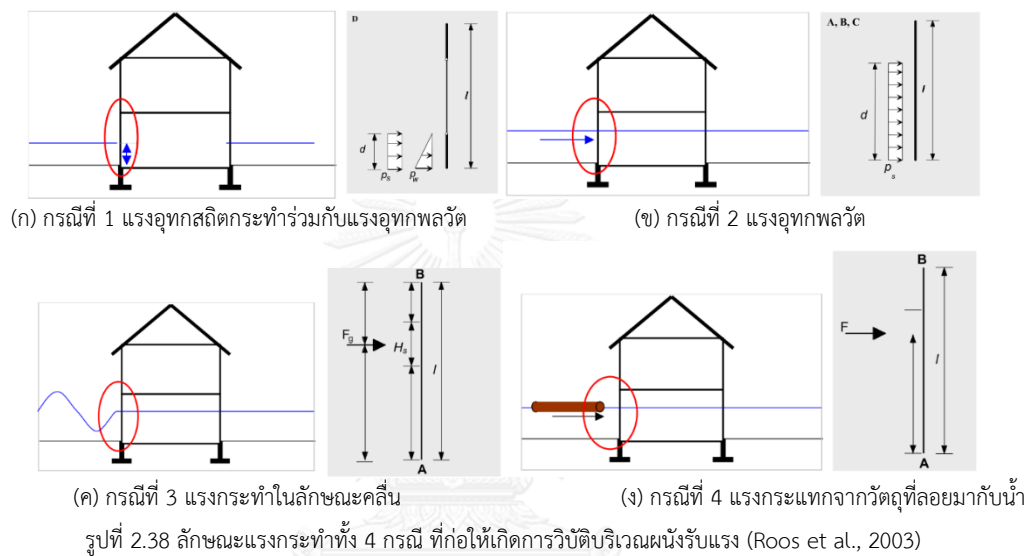 D
l
d
p s
p w
A, B, C
l
d
p s
(ก) กรณีที่ 1 แรงอุทกสถิตกระทำร่วมกับแรงอุทกพลวัต
(ข) กรณีที่ 2 แรงอุทกพลวัต
B
F g
H s
l
A
B
F
l
A
(ค) กรณีที่ 3 แรงกระทำในลักษณะคลื่น
(ง) กรณีที่ 4 แรงกระแทกจากวัตถุที่ลอยมากับน้ำ
รูปที่ 2.38 ลักษณะแรงกระทำทั้ง 4 กรณี ที่ก่อให้เกิดการวิบัติบริเวณผนังรับแรง (Roos et al., 2003)